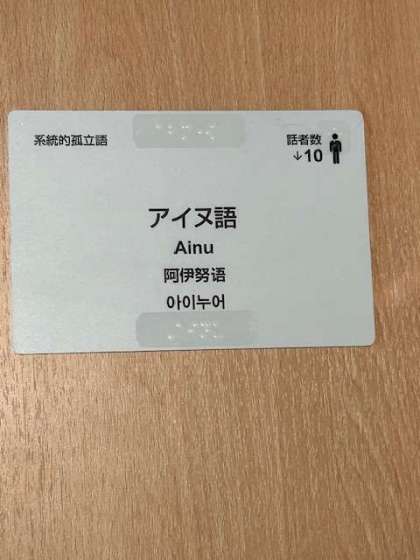 系統的孤立語
話者数
↓10
アイヌ語
Ainu
阿伊努语
아이누어